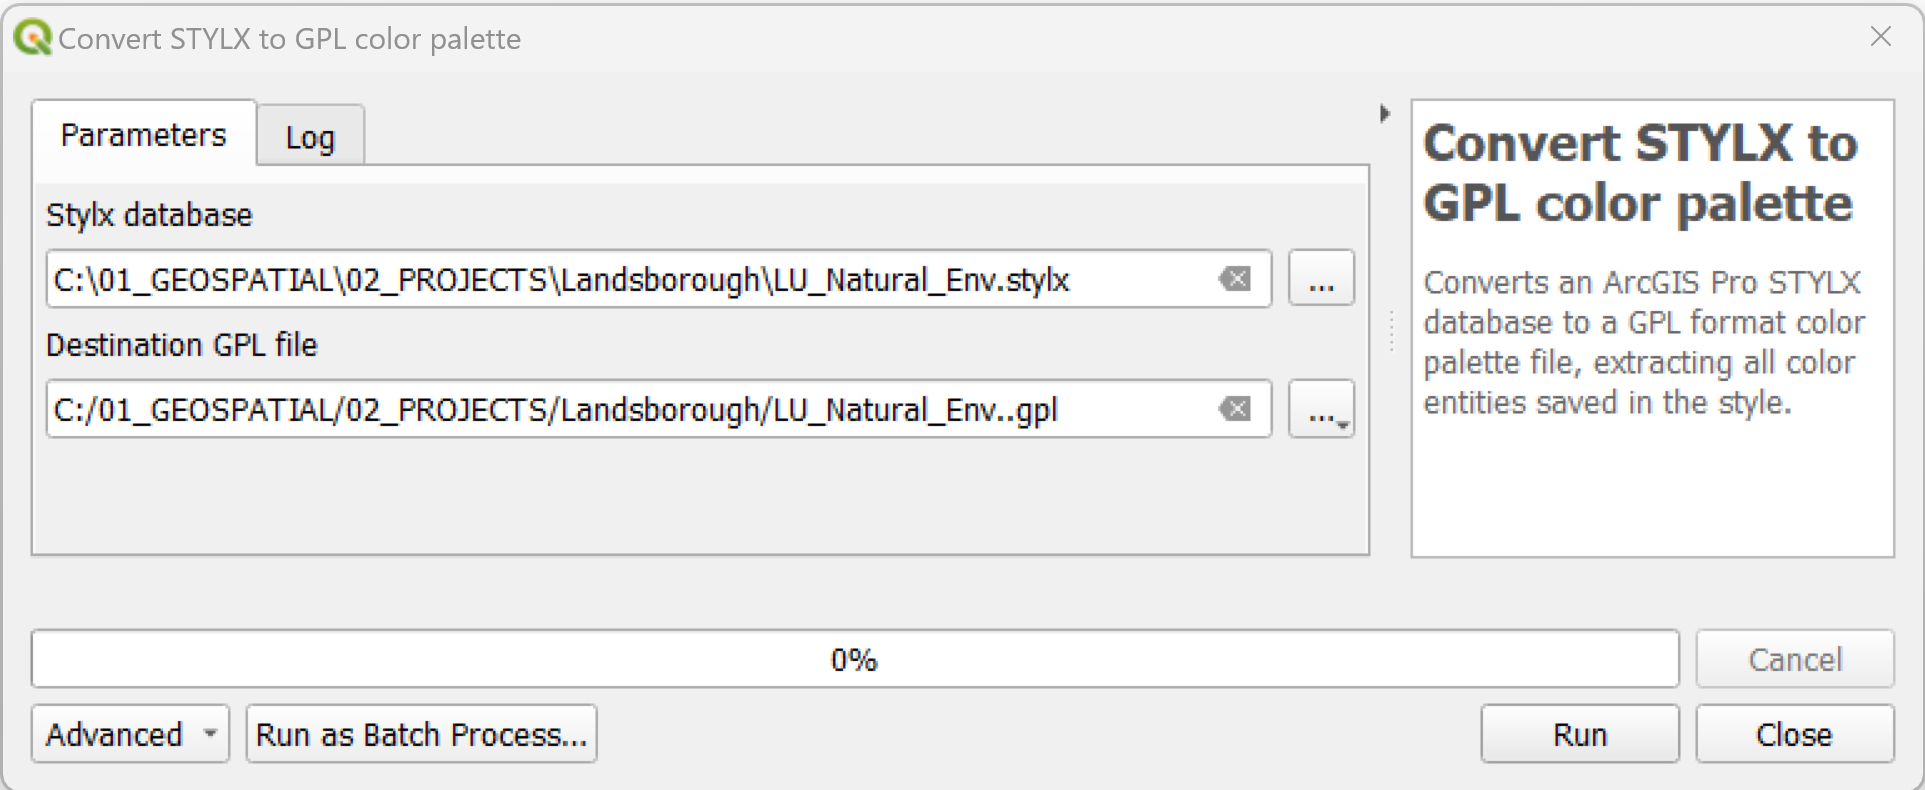 Convert STYLX to GPL color palette
Parameters
Log
Stylx database
C:\01_GEOSPATIAL\02_PROJECTS\Landsborough\LU_Natural_Env.stylx
...
Destination GPL file
C:/01_GEOSPATIAL/02_PROJECTS/Landsborough/LU_Natural_Env..gpl
...
Convert STYLX to
GPL color palette
Converts an ArcGIS Pro STYLX
database to a GPL format color
palette file, extracting all color
entities saved in the style.
0%
Cancel
Advanced
Run as Batch Process...
Run
Close